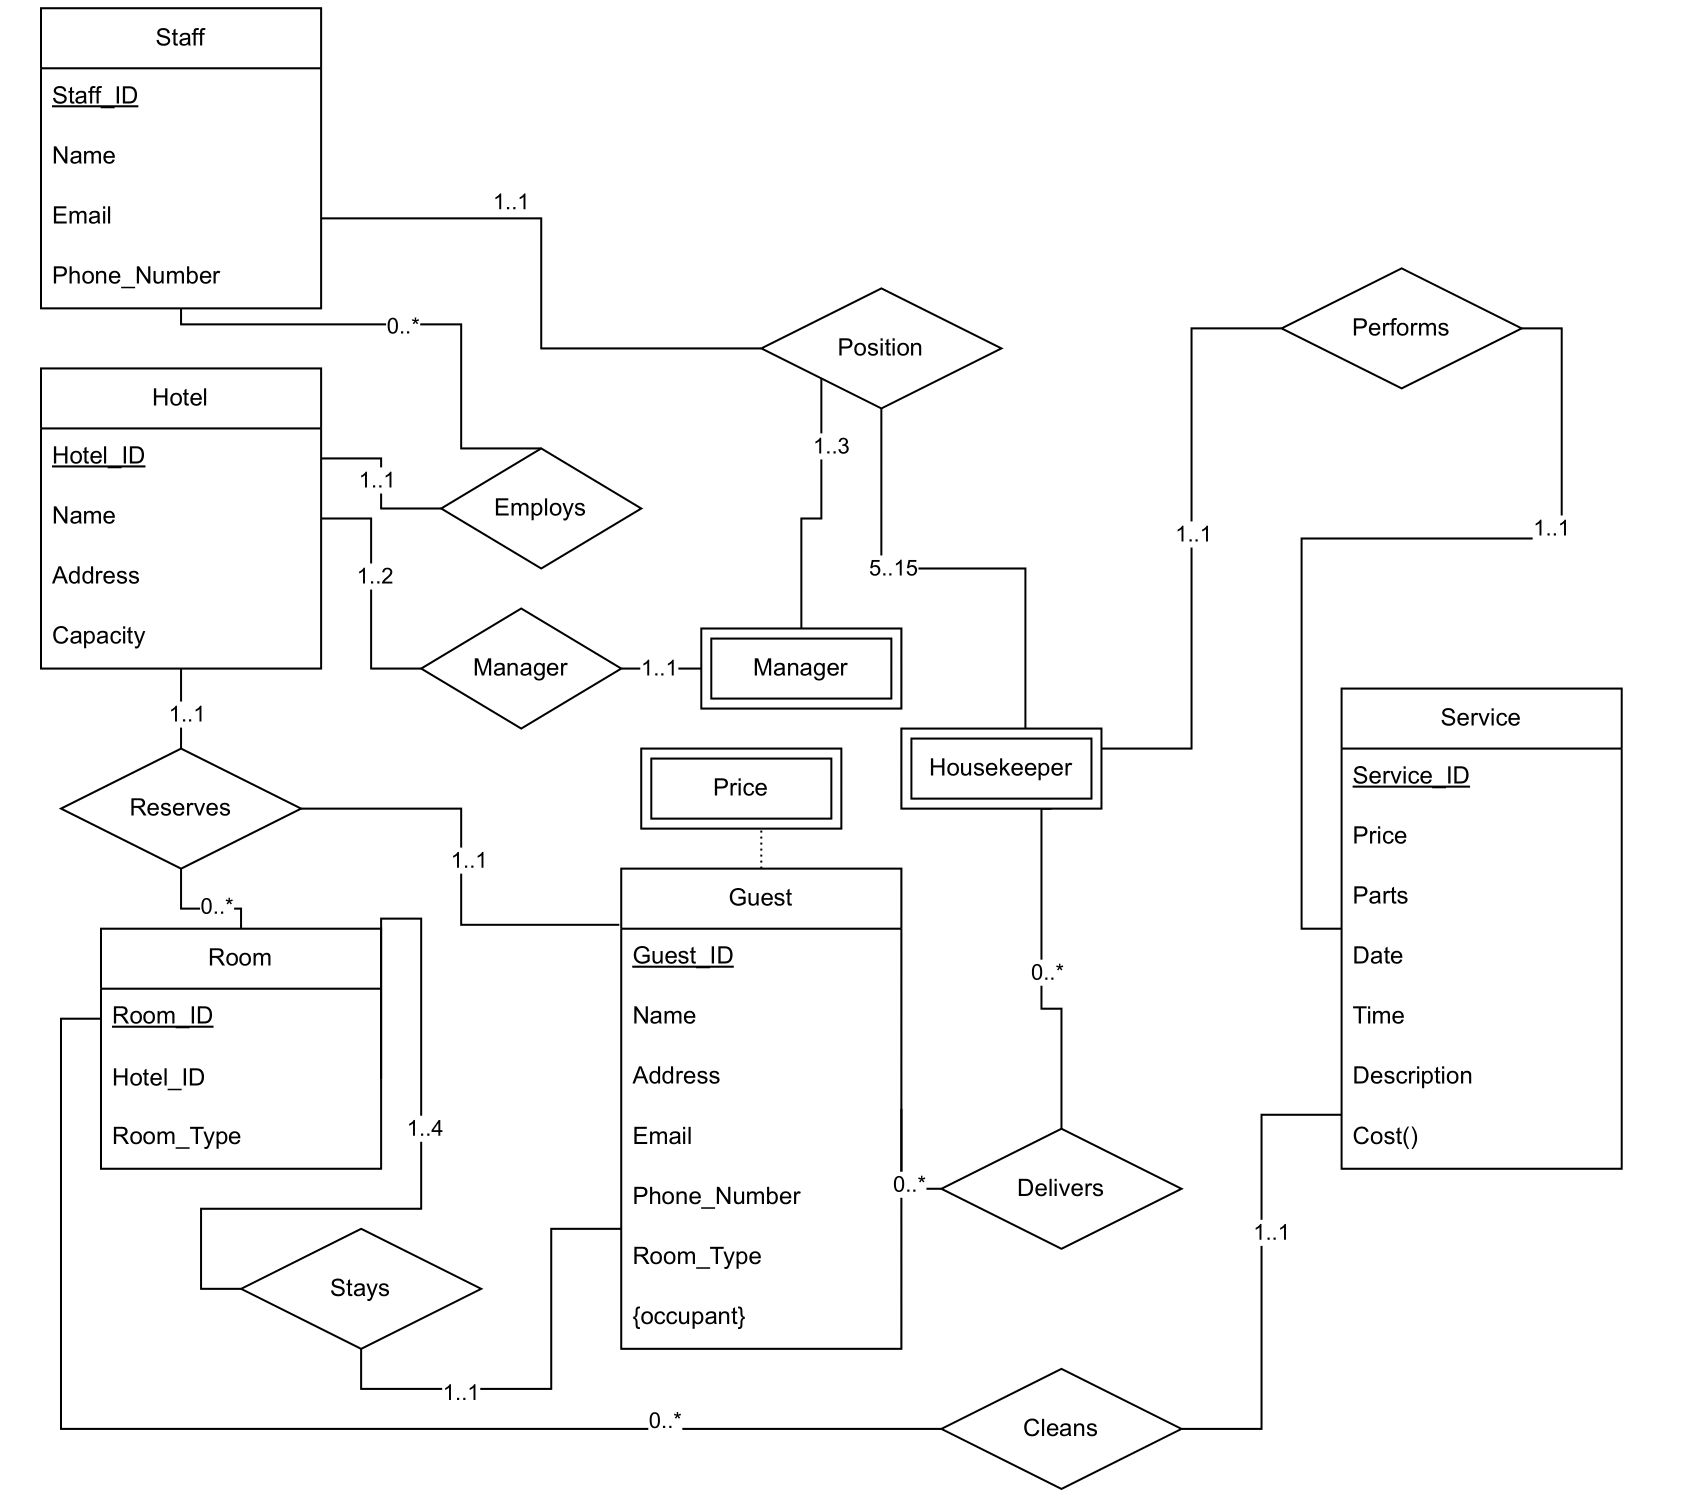 Staff
Staff_ID
Name
Email
Phone_Number
1..1
0..*
Position
Performs
Hotel
Hotel_ID
Name
Address
Capacity
1..1
Employs
1..2
1..3
5..15
1..1
1..1
Manager
1..1
Manager
1..1
Reserves
Price
Housekeeper
Service
Service_ID
Price
Parts
Date
Time
Description
Cost()
1..1
0..*
Room
Room_ID
Hotel_ID
Room_Type
1..4
Guest
Guest_ID
Name
Address
Email
Phone_Number
Room_Type
{occupant}
0..*
0..*
Delivers
1..1
Stays
1..1
0..*
Cleans